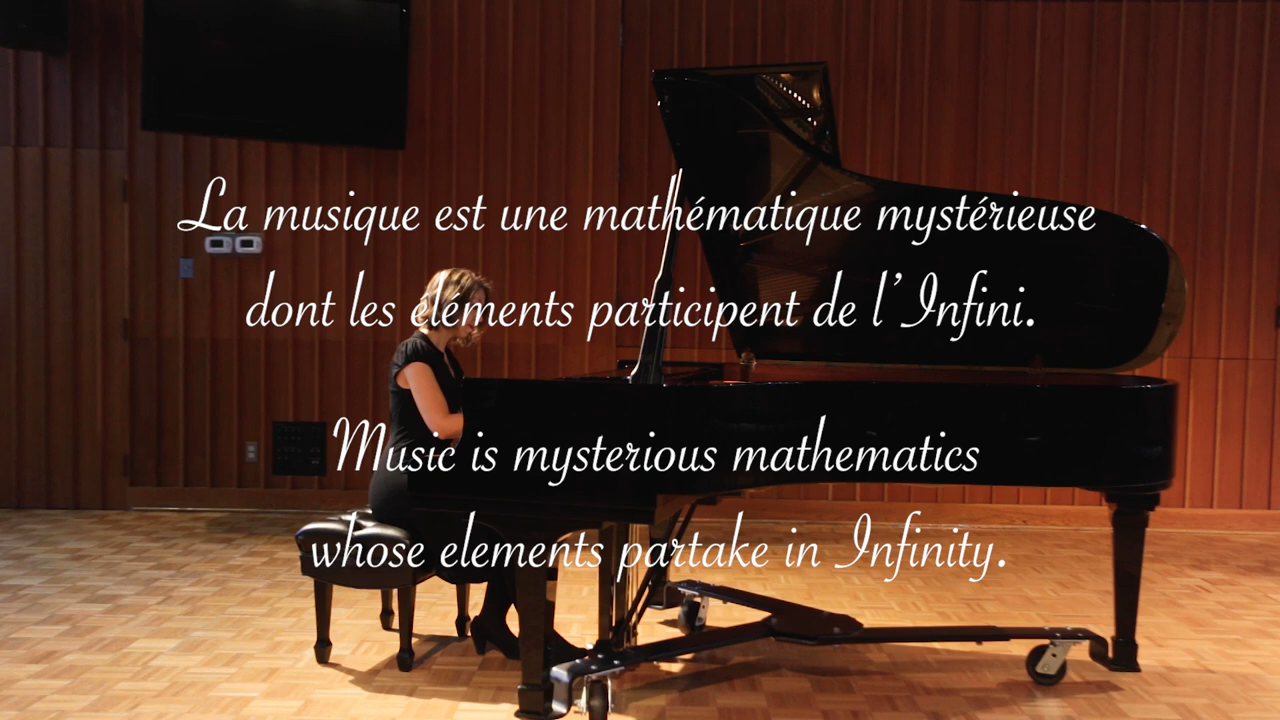 La musique est une mathématique mystérieuse
dont les éléments participent de l'Infini.
Music is mysterious mathematics
whose elements partake in Infinity.